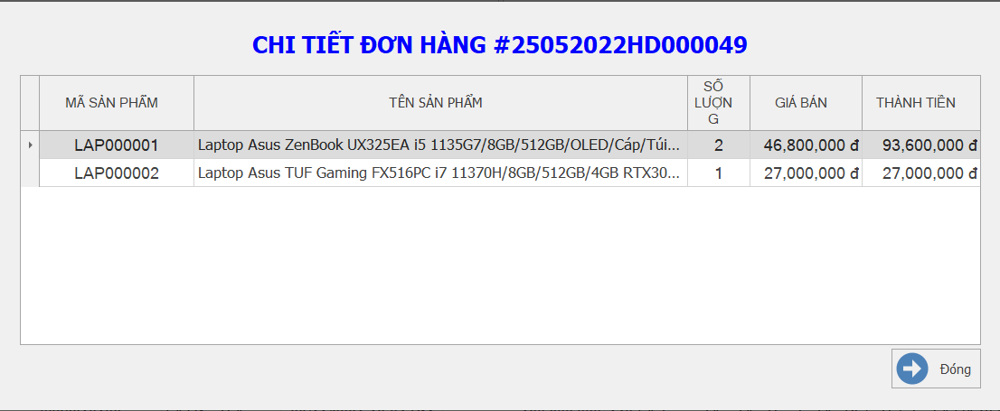 CHI TIẾT ĐƠN HÀNG #25052022HD000049
MÃ SẢN PHẨM TÊN SẢN PHẨM SỐ LƯỢNG GIÁ BÁN THÀNH TIỀN
LAP000001 Laptop Asus ZenBook UX325EA i5 1135G7/8GB/512GB/OLED/Cáp/Túi... 2 46,800,000 đ 93,600,000 đ
LAP000002 Laptop Asus TUF Gaming FX516PC i7 11370H/8GB/512GB/4GB RTX30... 1 27,000,000 đ 27,000,000 đ
Đóng